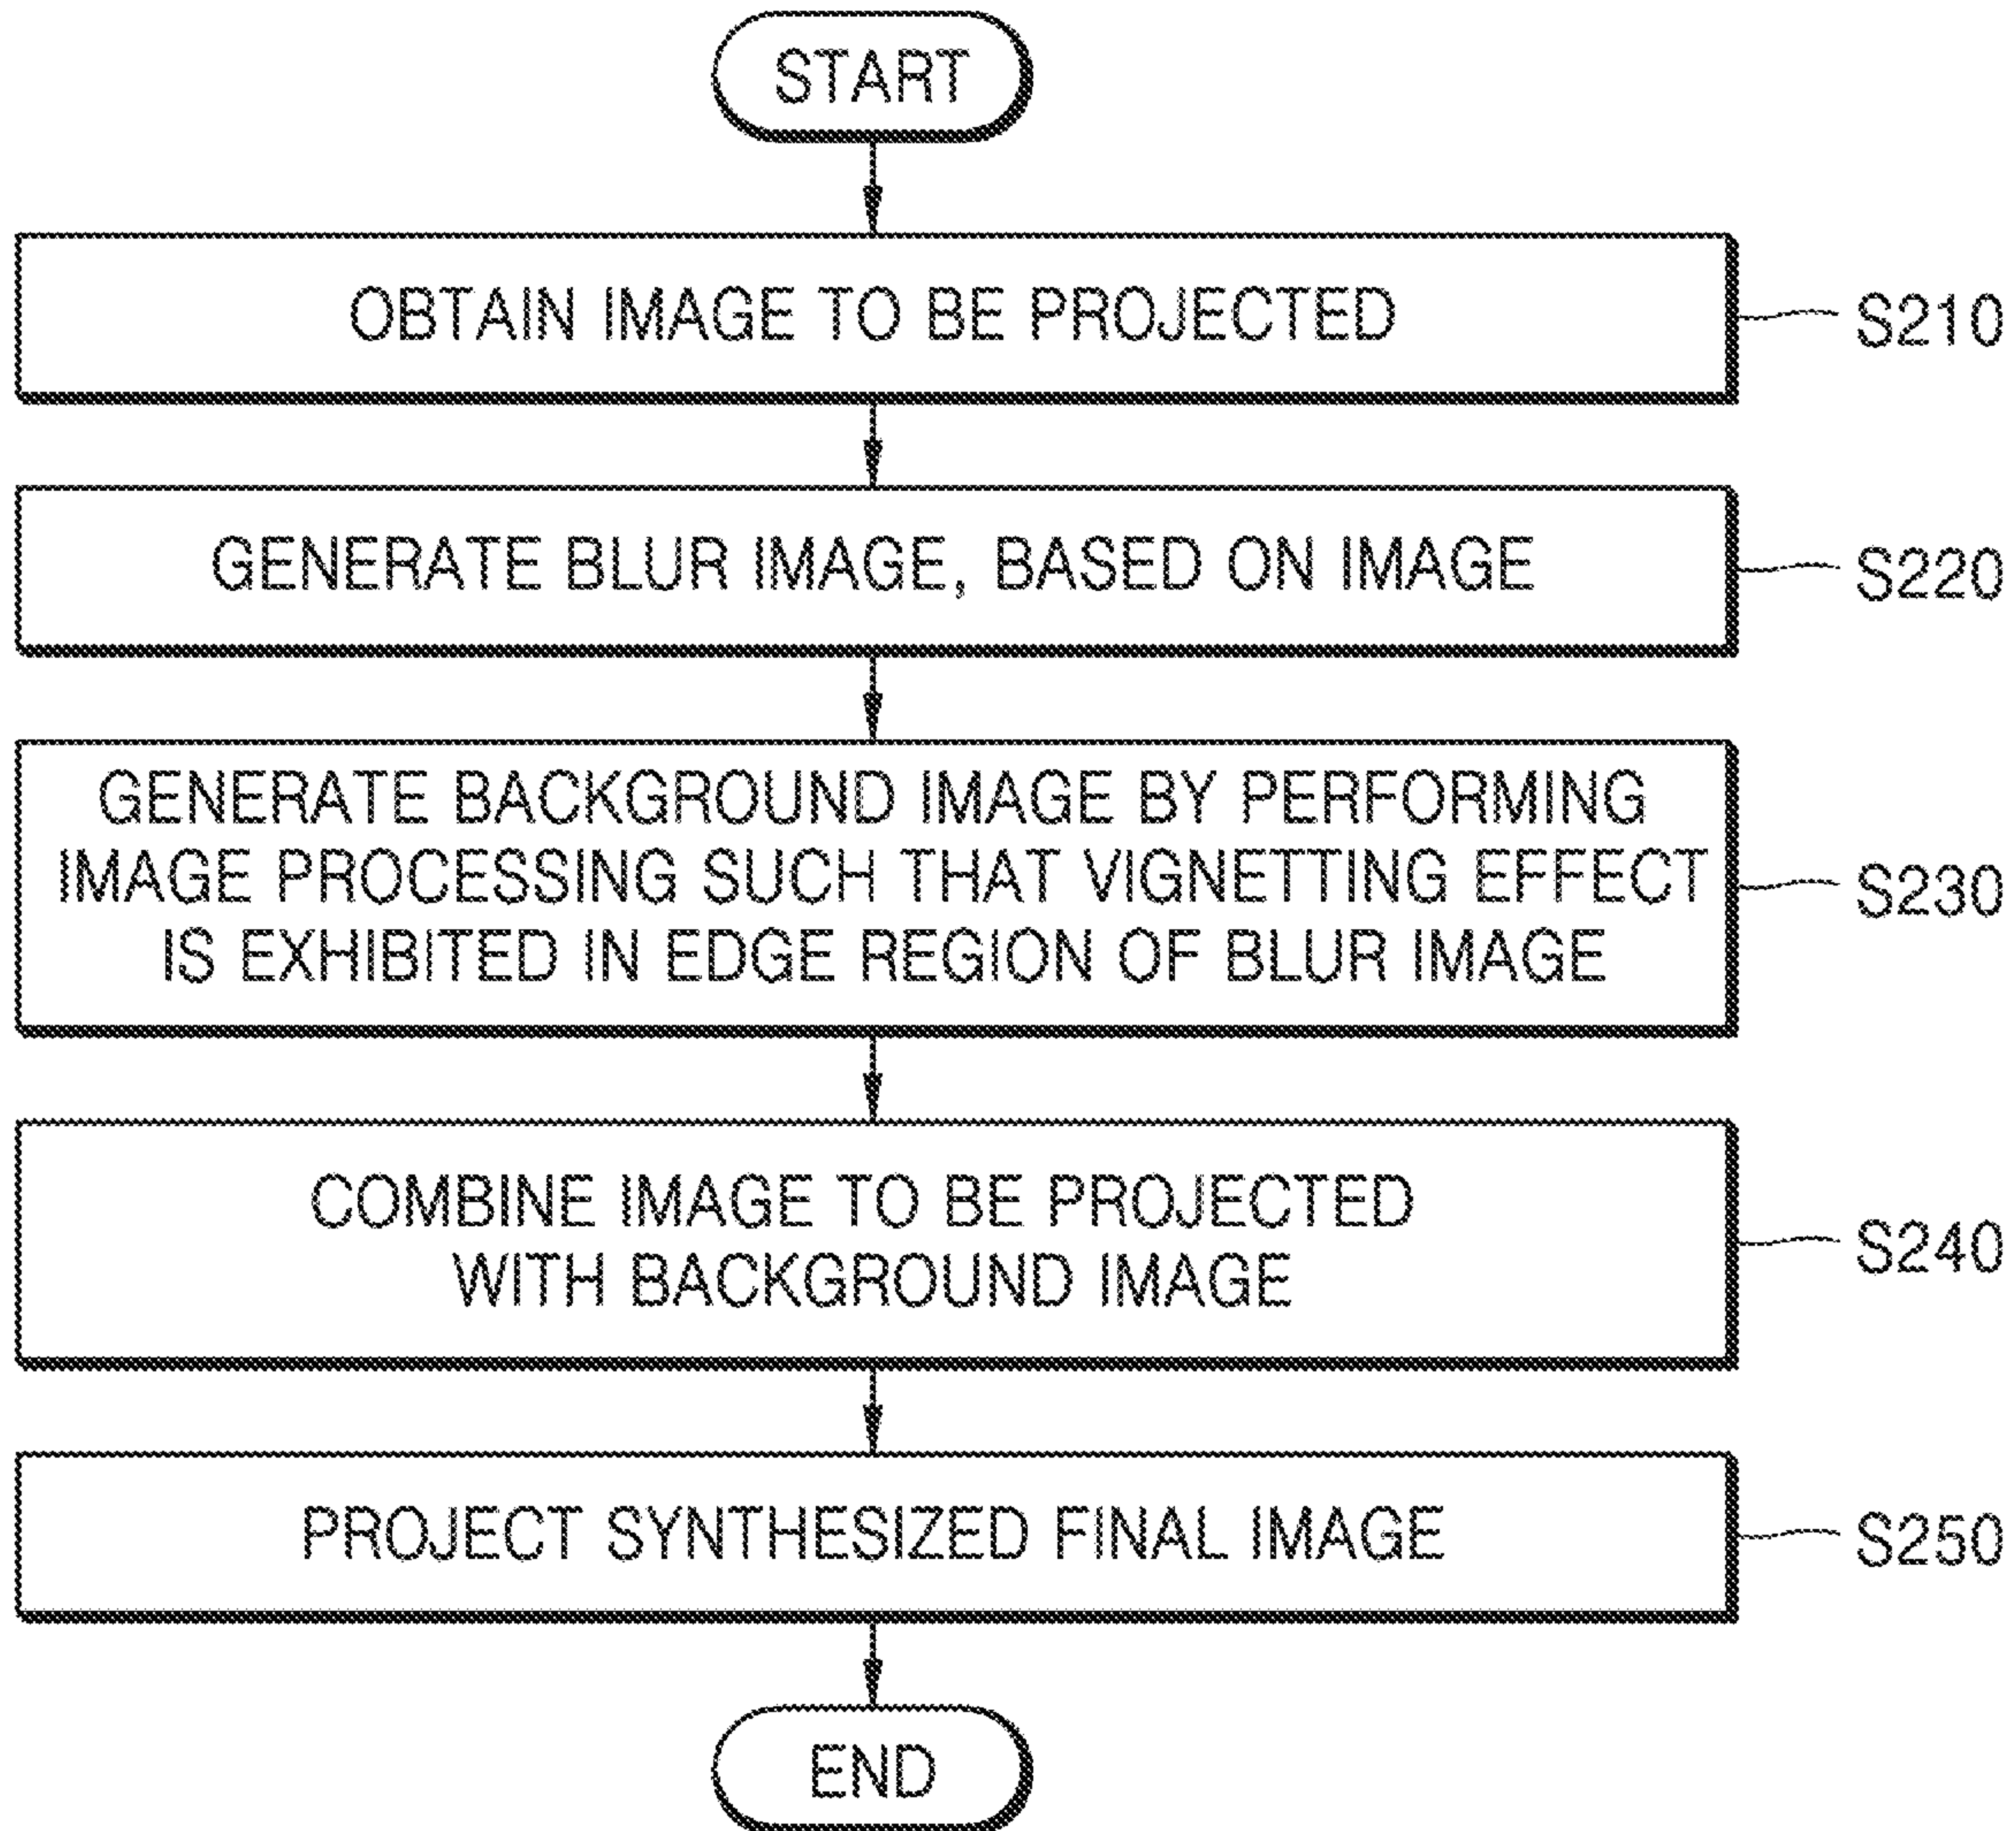 START
OBTAIN IMAGE TO BE PROJECTED
S210
GENERATE BLUR IMAGE, BASED ON IMAGE
S220
GENERATE BACKGROUND IMAGE BY PERFORMING
IMAGE PROCESSING SUCH THAT VIGNETTING EFFECT
IS EXHIBITED IN EDGE REGION OF BLUR IMAGE
S230
COMBINE IMAGE TO BE PROJECTED
WITH BACKGROUND IMAGE
S240
PROJECT SYNTHESIZED FINAL IMAGE
S250
END